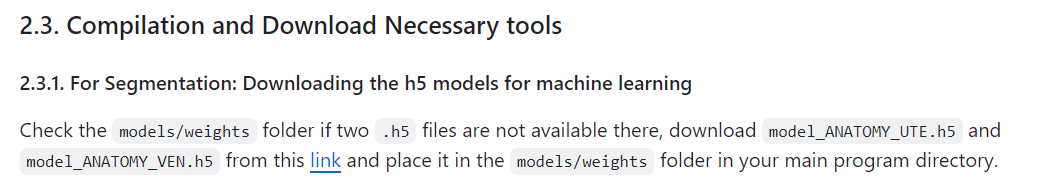 2.3. Compilation and Download Necessary tools
2.3.1. For Segmentation: Downloading the h5 models for machine learning
Check the models/weights folder if two .h5 files are not available there, download model_ANATOMY_UTE.h5 and
model_ANATOMY_VEN.h5 from this link and place it in the models/weights folder in your main program directory.